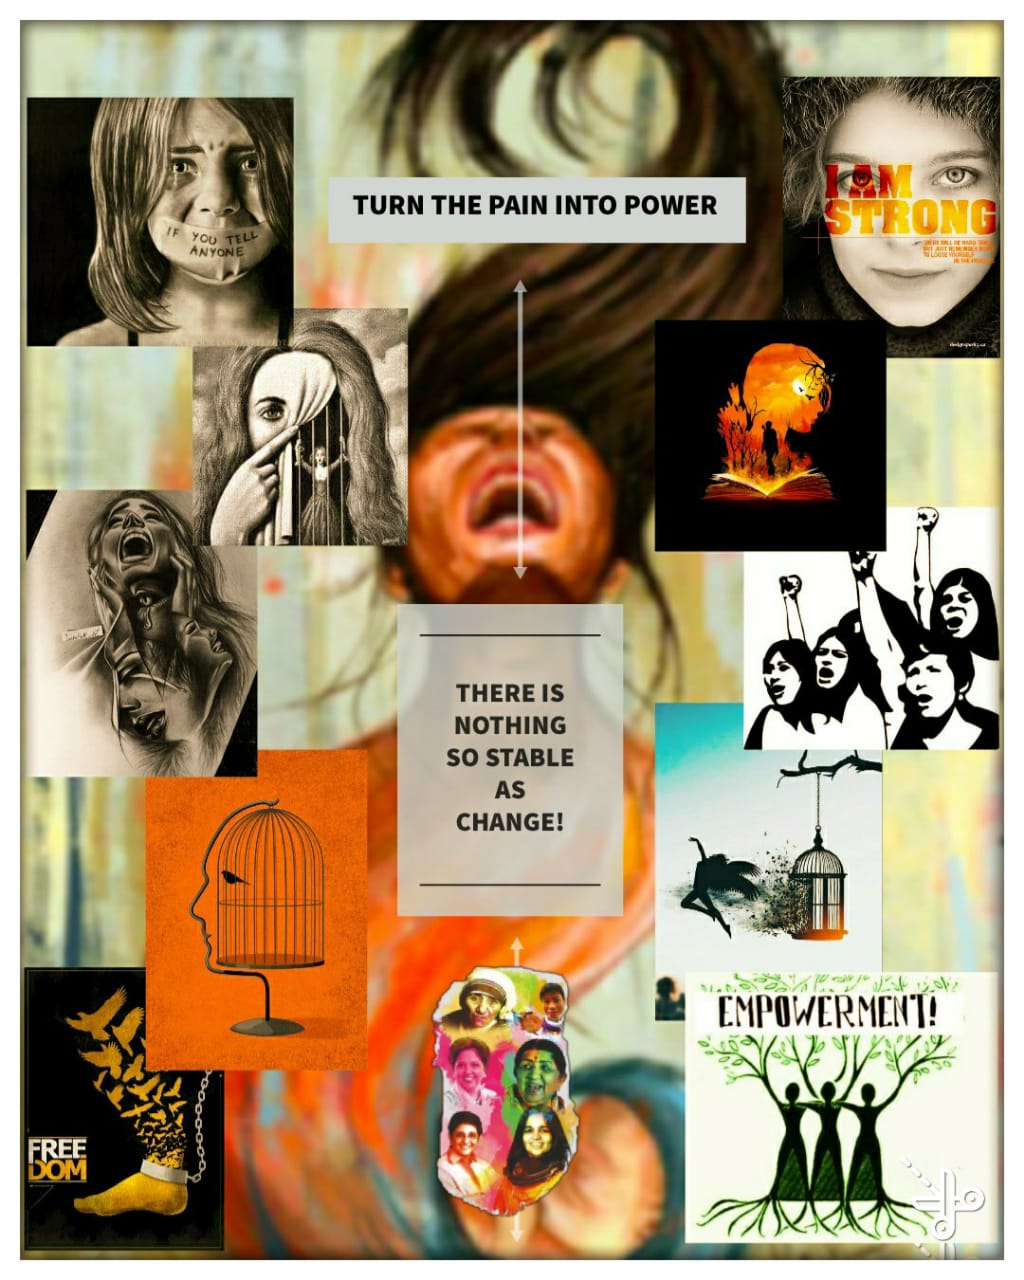 TURN THE PAIN INTO POWER
IF YOU TELL
ANYONE
I AM
STRONG
THERE IS
NOTHING
SO STABLE
AS
CHANGE!
EMPOWERMENT!
FREE
DOM